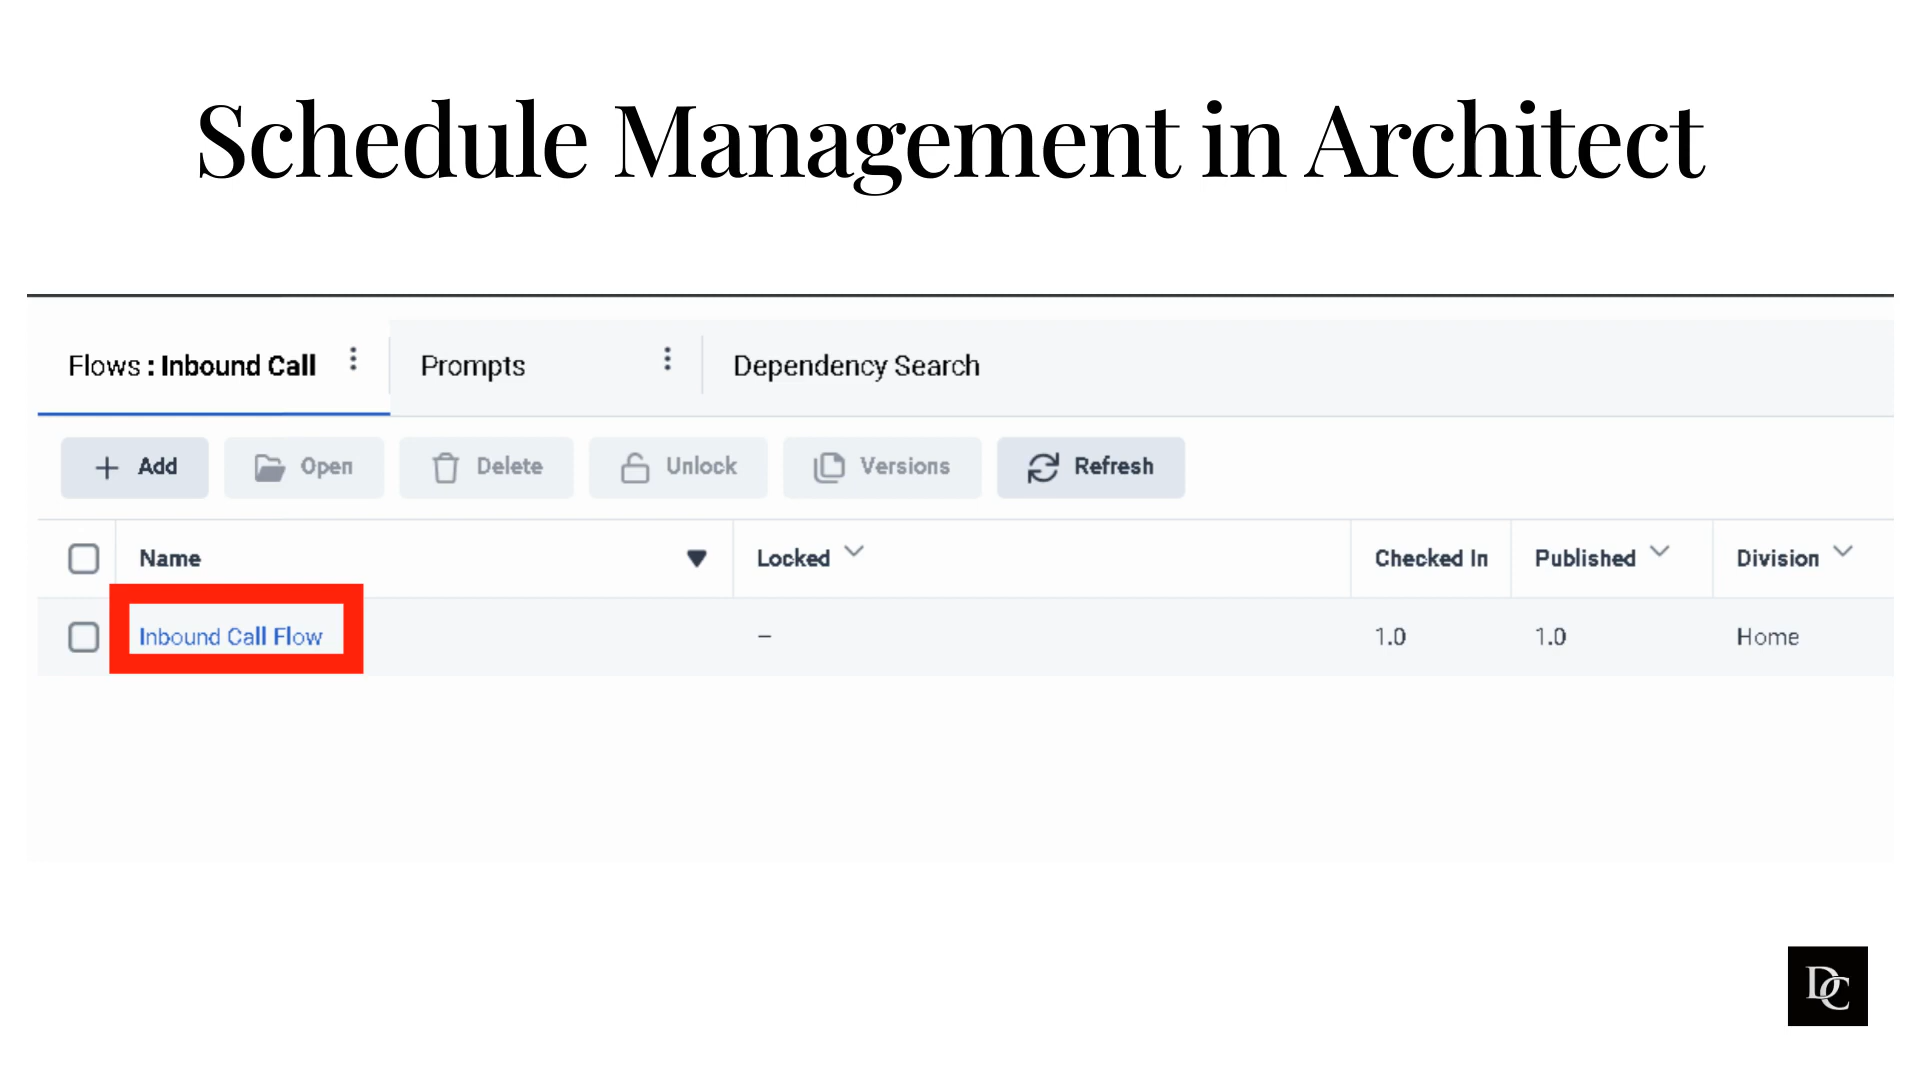 Schedule Management in Architect
Flows : Inbound Call Prompts Dependency Search
Add Open Delete Unlock Versions Refresh
Name Locked Checked In Published Division
Inbound Call Flow – 1.0 1.0 Home
DC